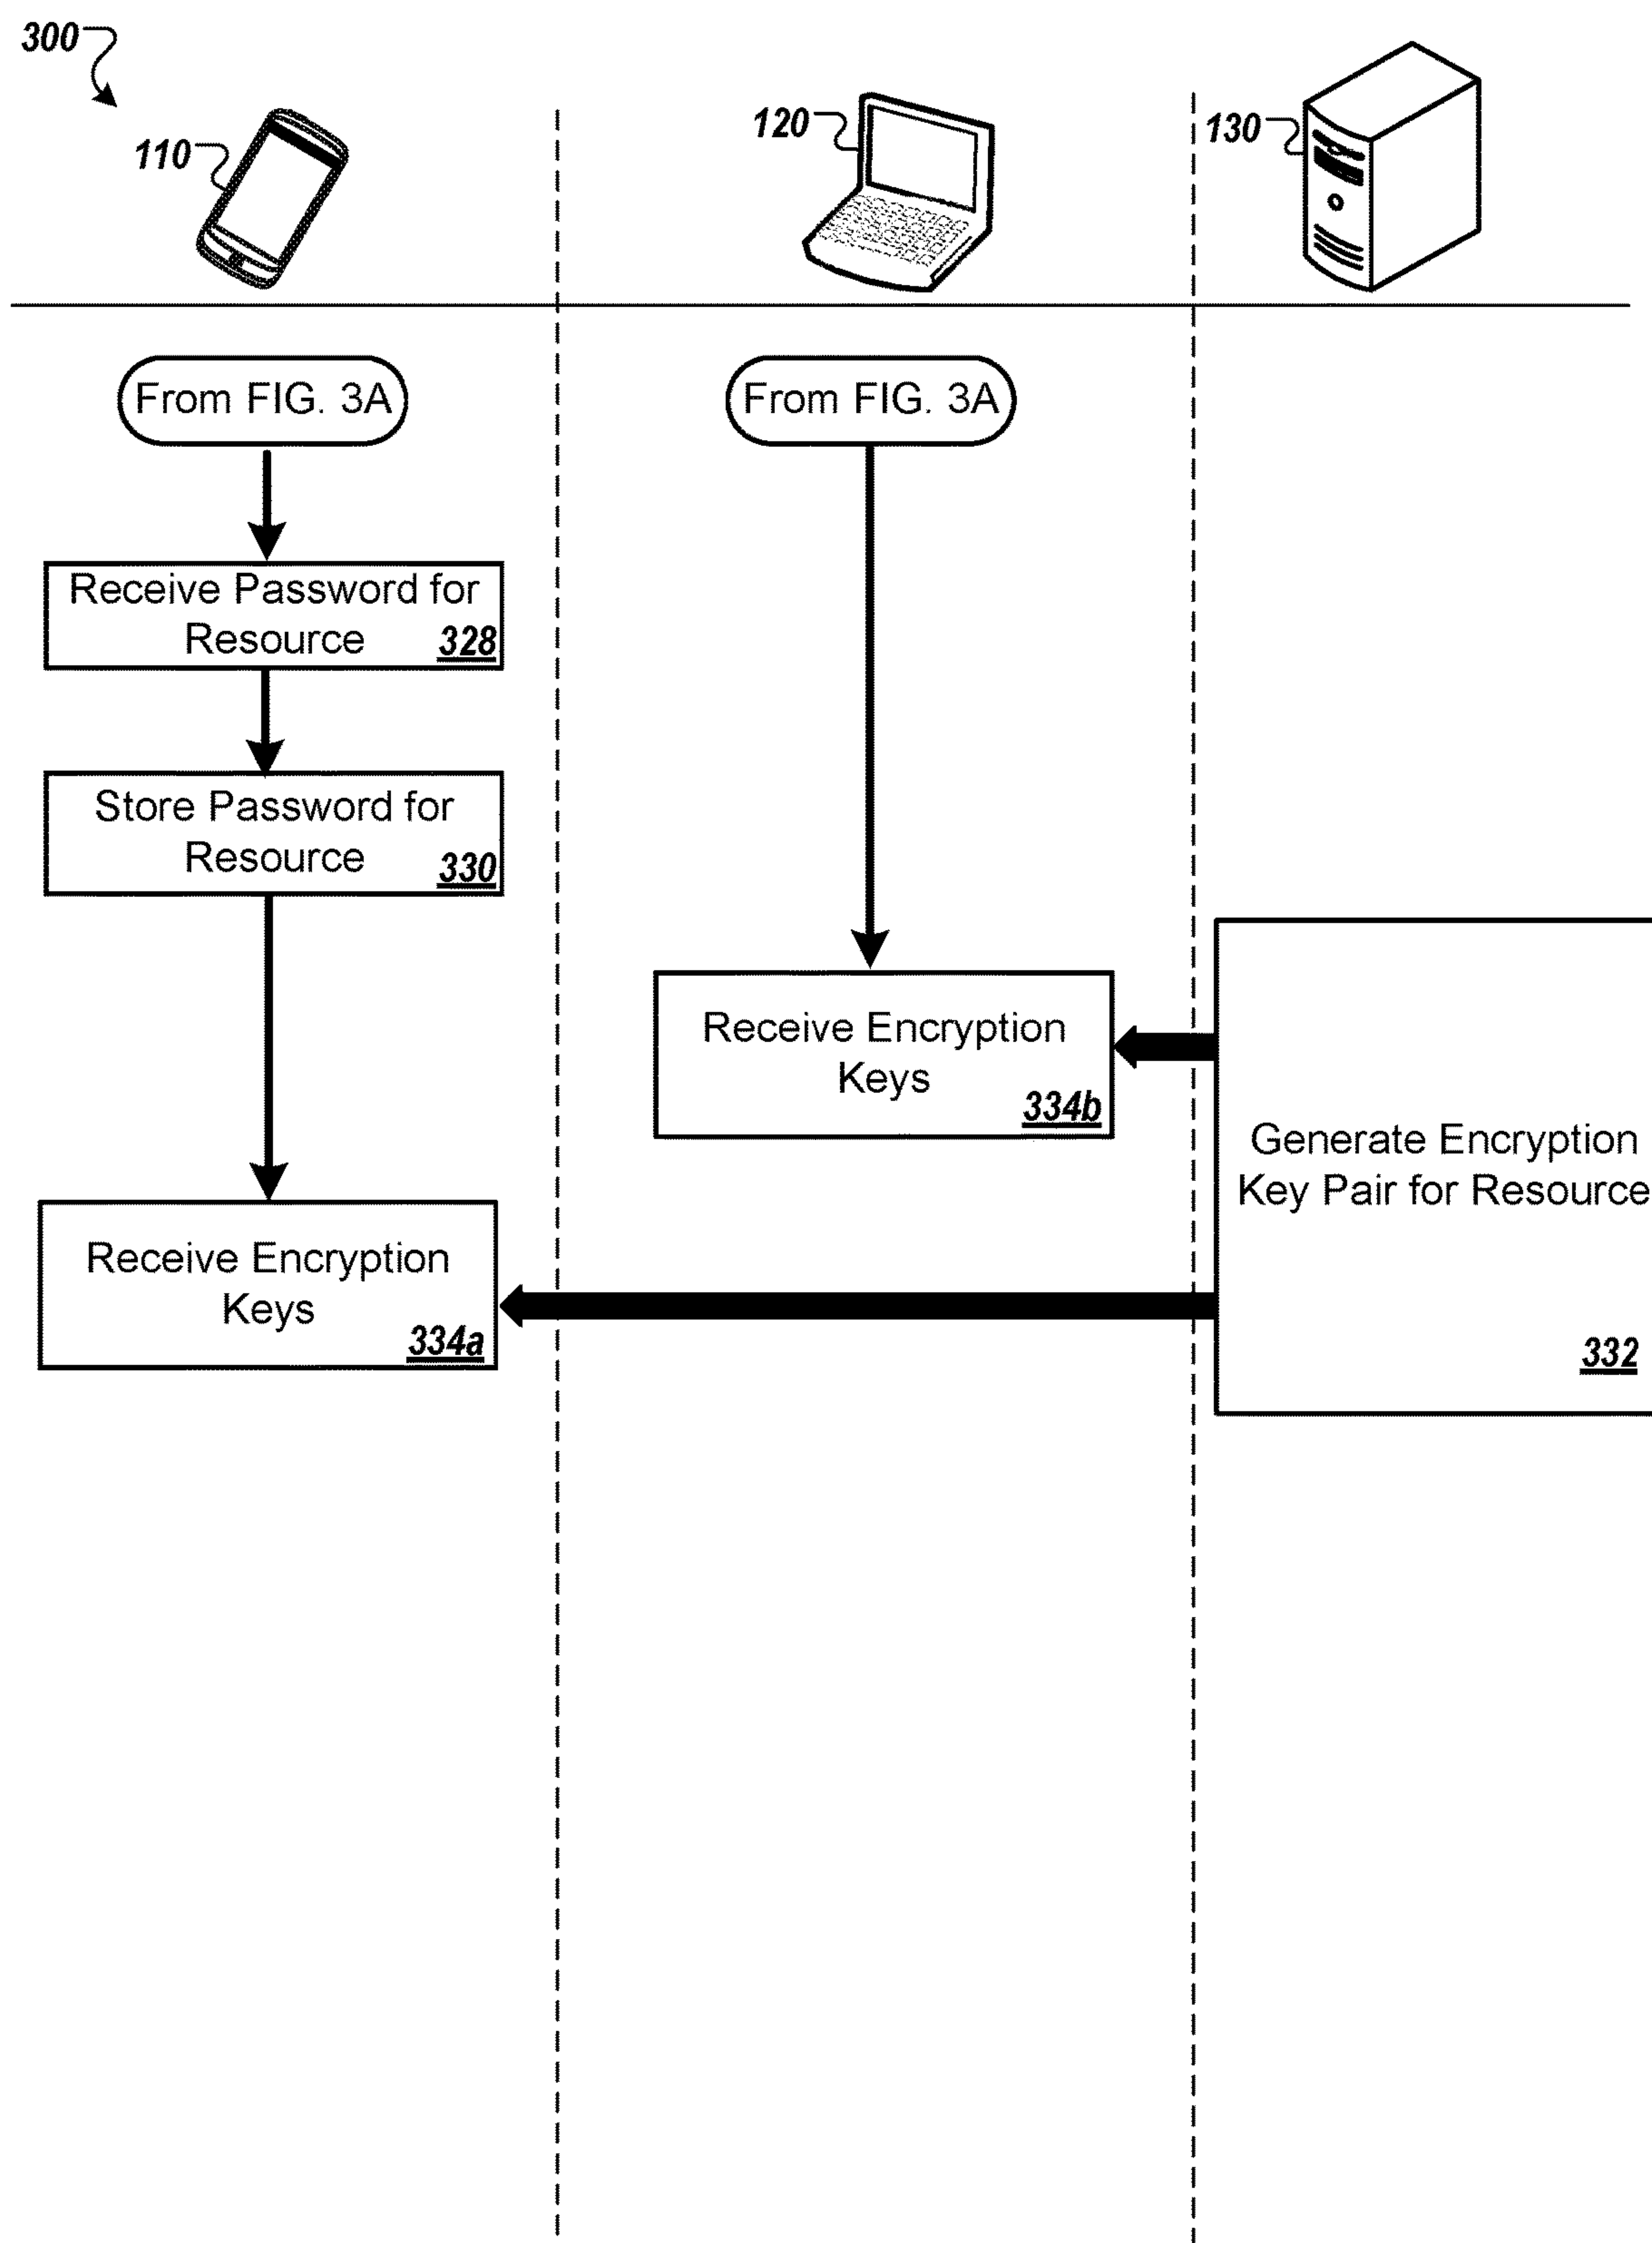 300
110
120
130
From FIG. 3A
From FIG. 3A
Receive Password for
Resource 328
Store Password for
Resource 330
Receive Encryption
Keys
334b
Generate Encryption
Key Pair for Resource
332
Receive Encryption
Keys
334a